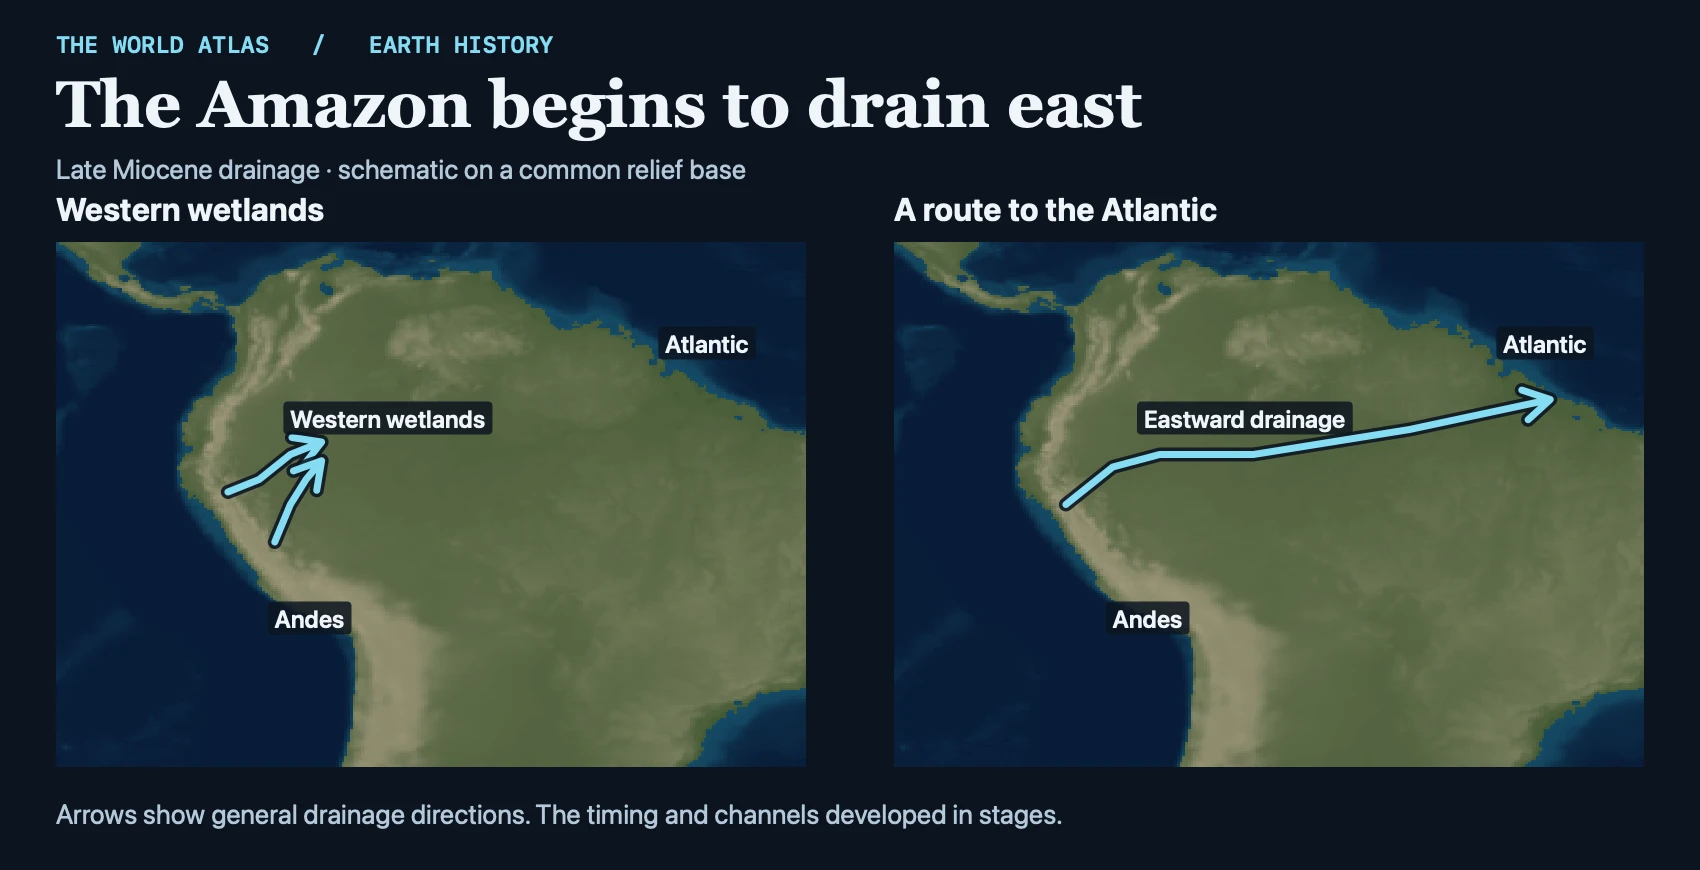 THE WORLD ATLAS / EARTH HISTORY
The Amazon begins to drain east
Late Miocene drainage · schematic on a common relief base
Western wetlands
Atlantic
Western wetlands
Andes
A route to the Atlantic
Atlantic
Eastward drainage
Andes
Arrows show general drainage directions. The timing and channels developed in stages.